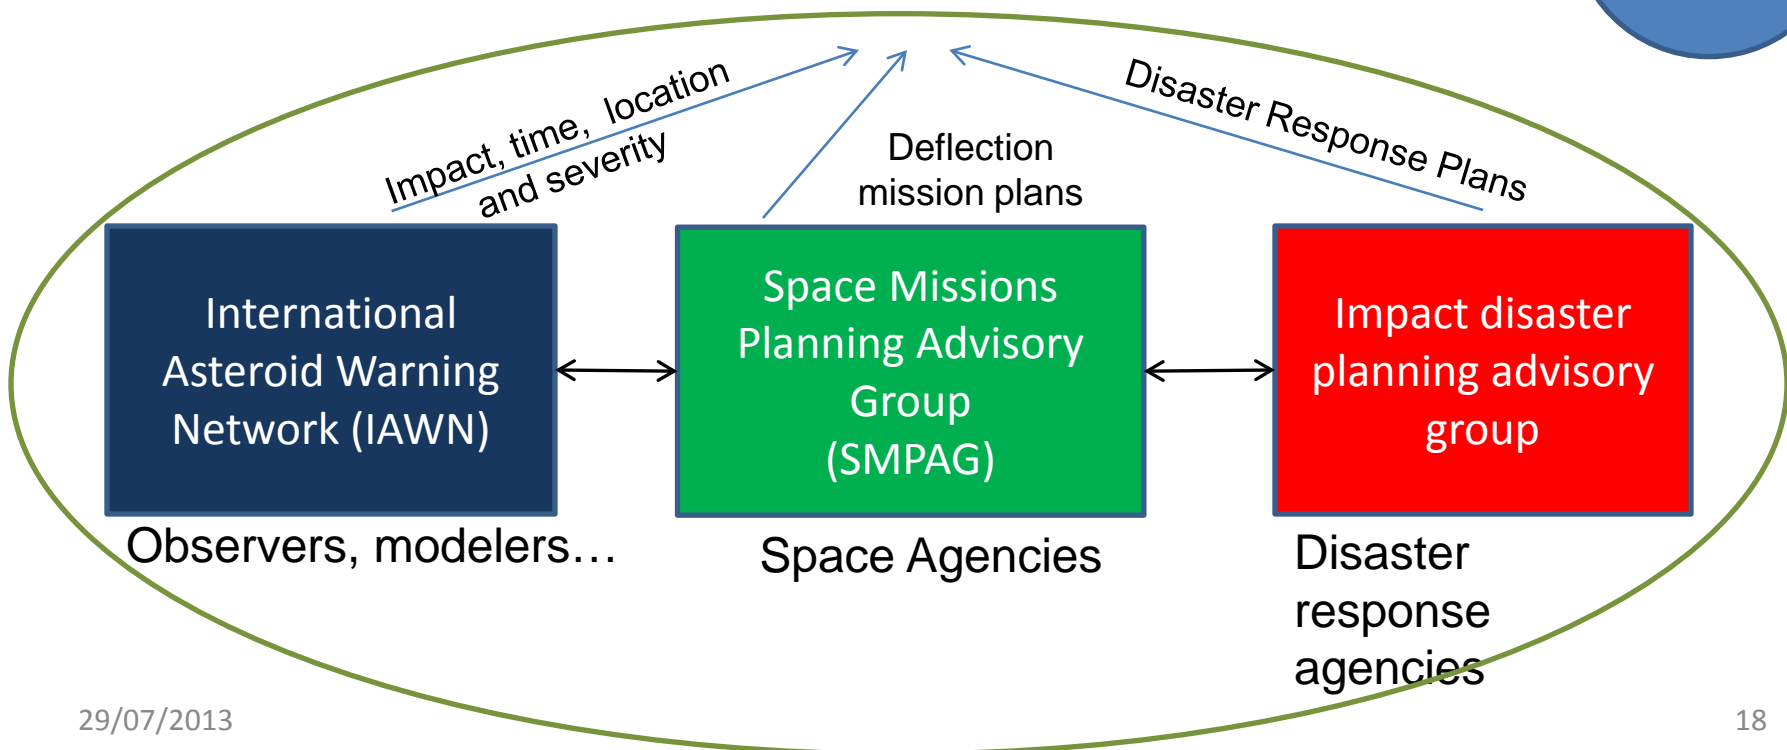 Impact, time, location
and severity
Deflection
mission plans
Disaster Response Plans
International
Asteroid Warning
Network (IAWN)
Space Missions
Planning Advisory
Group
(SMPAG)
Impact disaster
planning advisory
group
Observers, modelers…
Space Agencies
Disaster
response
agencies
29/07/2013
18